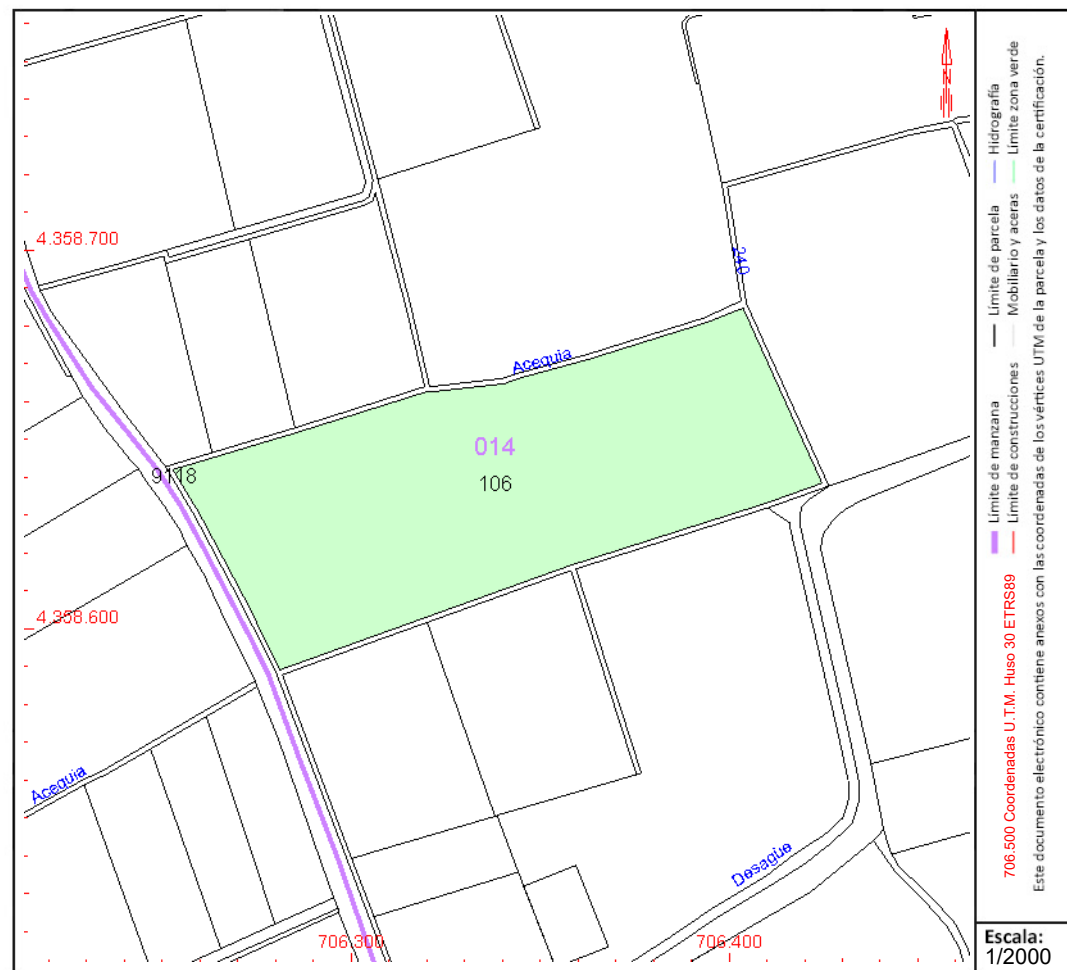 4.358.700
240
Acequia
014
106
9118
4.358.600
Acequia
Desagüe
706.300
706.400
N
Límite de manzana
Límite de parcela
Hidrografía
Límite de construcciones
Mobiliario y aceras
Límite zona verde
706.500 Coordenadas U.T.M. Huso 30 ETRS89
Este documento electrónico contiene anexos con las coordenadas de los vértices UTM de la parcela y los datos de la certificación.
Escala:
1/2000